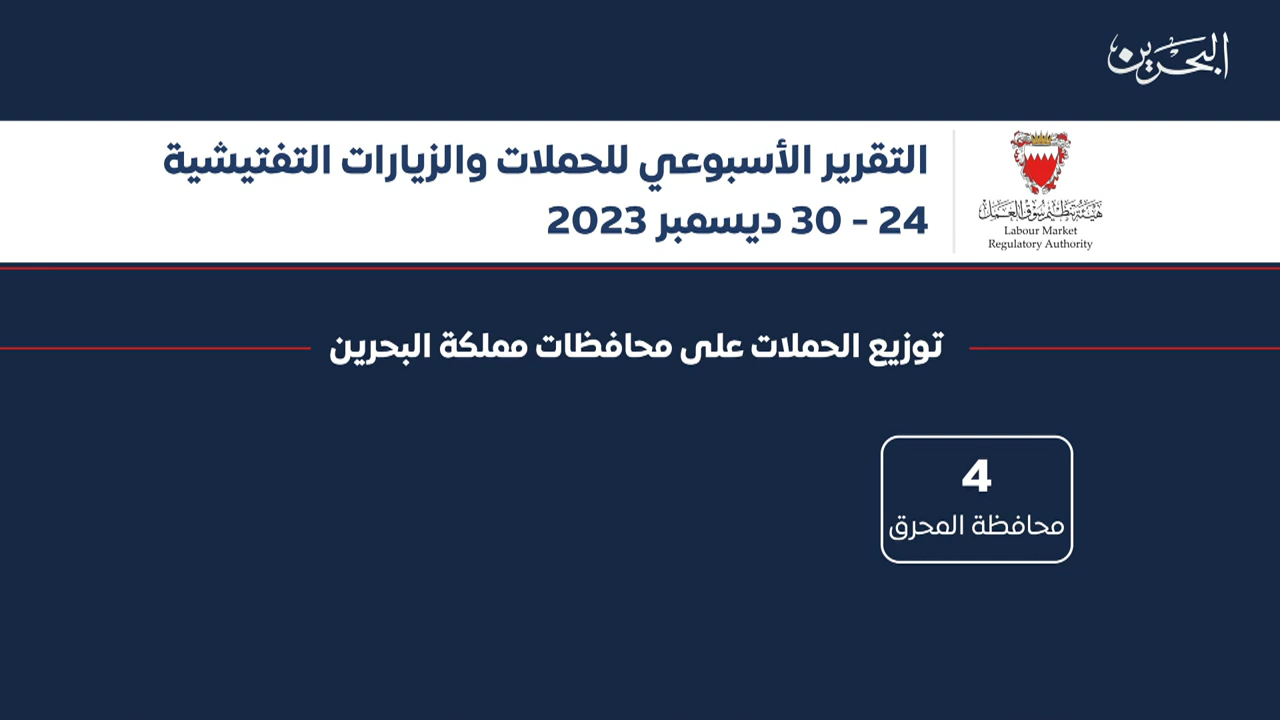 البحرين
التقرير الأسبوعي للحملات والزيارات التفتيشية
24 - 30 ديسمبر 2023
هيئة تنظيم سوق العمل
Labour Market
Regulatory Authority
توزيع الحملات على محافظات مملكة البحرين
4
محافظة المحرق